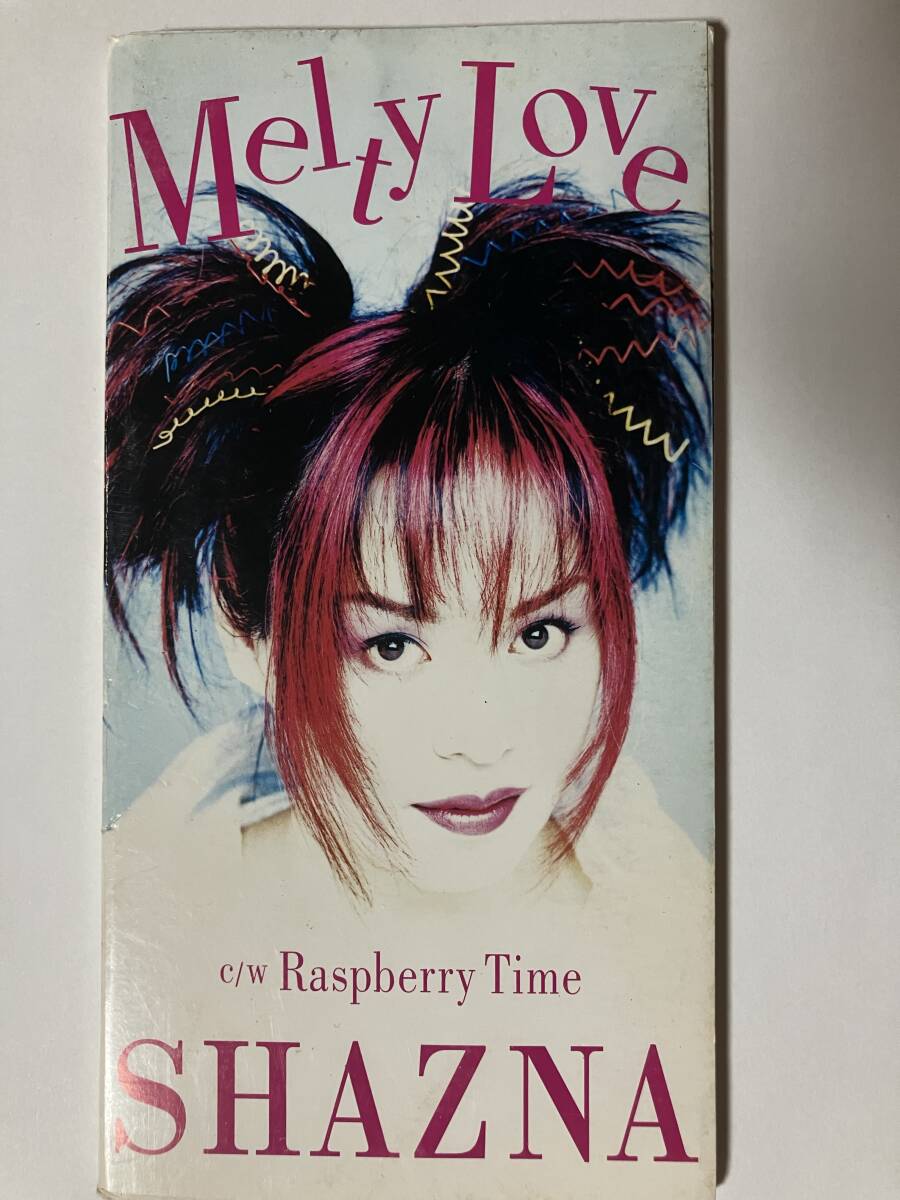 Melty Love
c/w Raspberry Time
SHAZNA